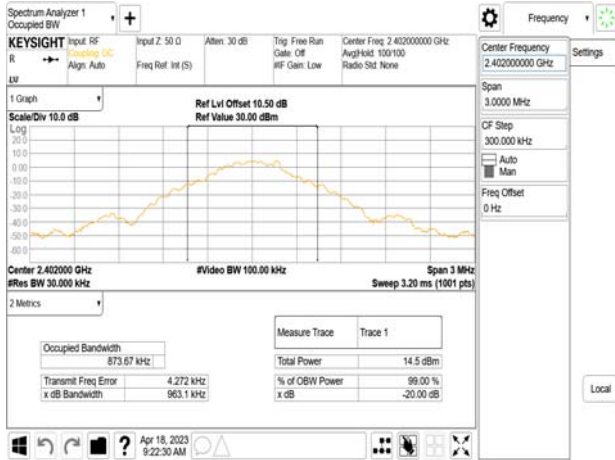 Spectrum Analyzer 1
Occupied BW
Frequency
KEYSIGHT
Input: RF
Coupling: DC
Align: Auto
Input Z: 50 Ω
Freq Ref: Int (S)
Atten: 30 dB
Trig: Free Run
Gate: Off
#IF Gain: Low
Center Freq: 2.402000000 GHz
Avg|Hold: 100/100
Radio Std: None
R
LXI
Center Frequency
2.402000000 GHz
Settings
Span
3.0000 MHz
CF Step
300.000 kHz
Auto
Man
Freq Offset
0 Hz
Local
1 Graph
Scale/Div 10.0 dB
Ref Lvl Offset 10.50 dB
Ref Value 30.00 dBm
Log
20.0
10.0
0.00
-10.0
-20.0
-30.0
-40.0
-50.0
-60.0
Center 2.402000 GHz
#Video BW 100.00 kHz
Span 3 MHz
#Res BW 30.000 kHz
Sweep 3.20 ms (1001 pts)
2 Metrics
Measure Trace
Trace 1
Occupied Bandwidth
873.67 kHz
Total Power
14.5 dBm
Transmit Freq Error
4.272 kHz
% of OBW Power
99.00 %
x dB Bandwidth
963.1 kHz
x dB
-20.00 dB
Apr 18, 2023
9:22:30 AM